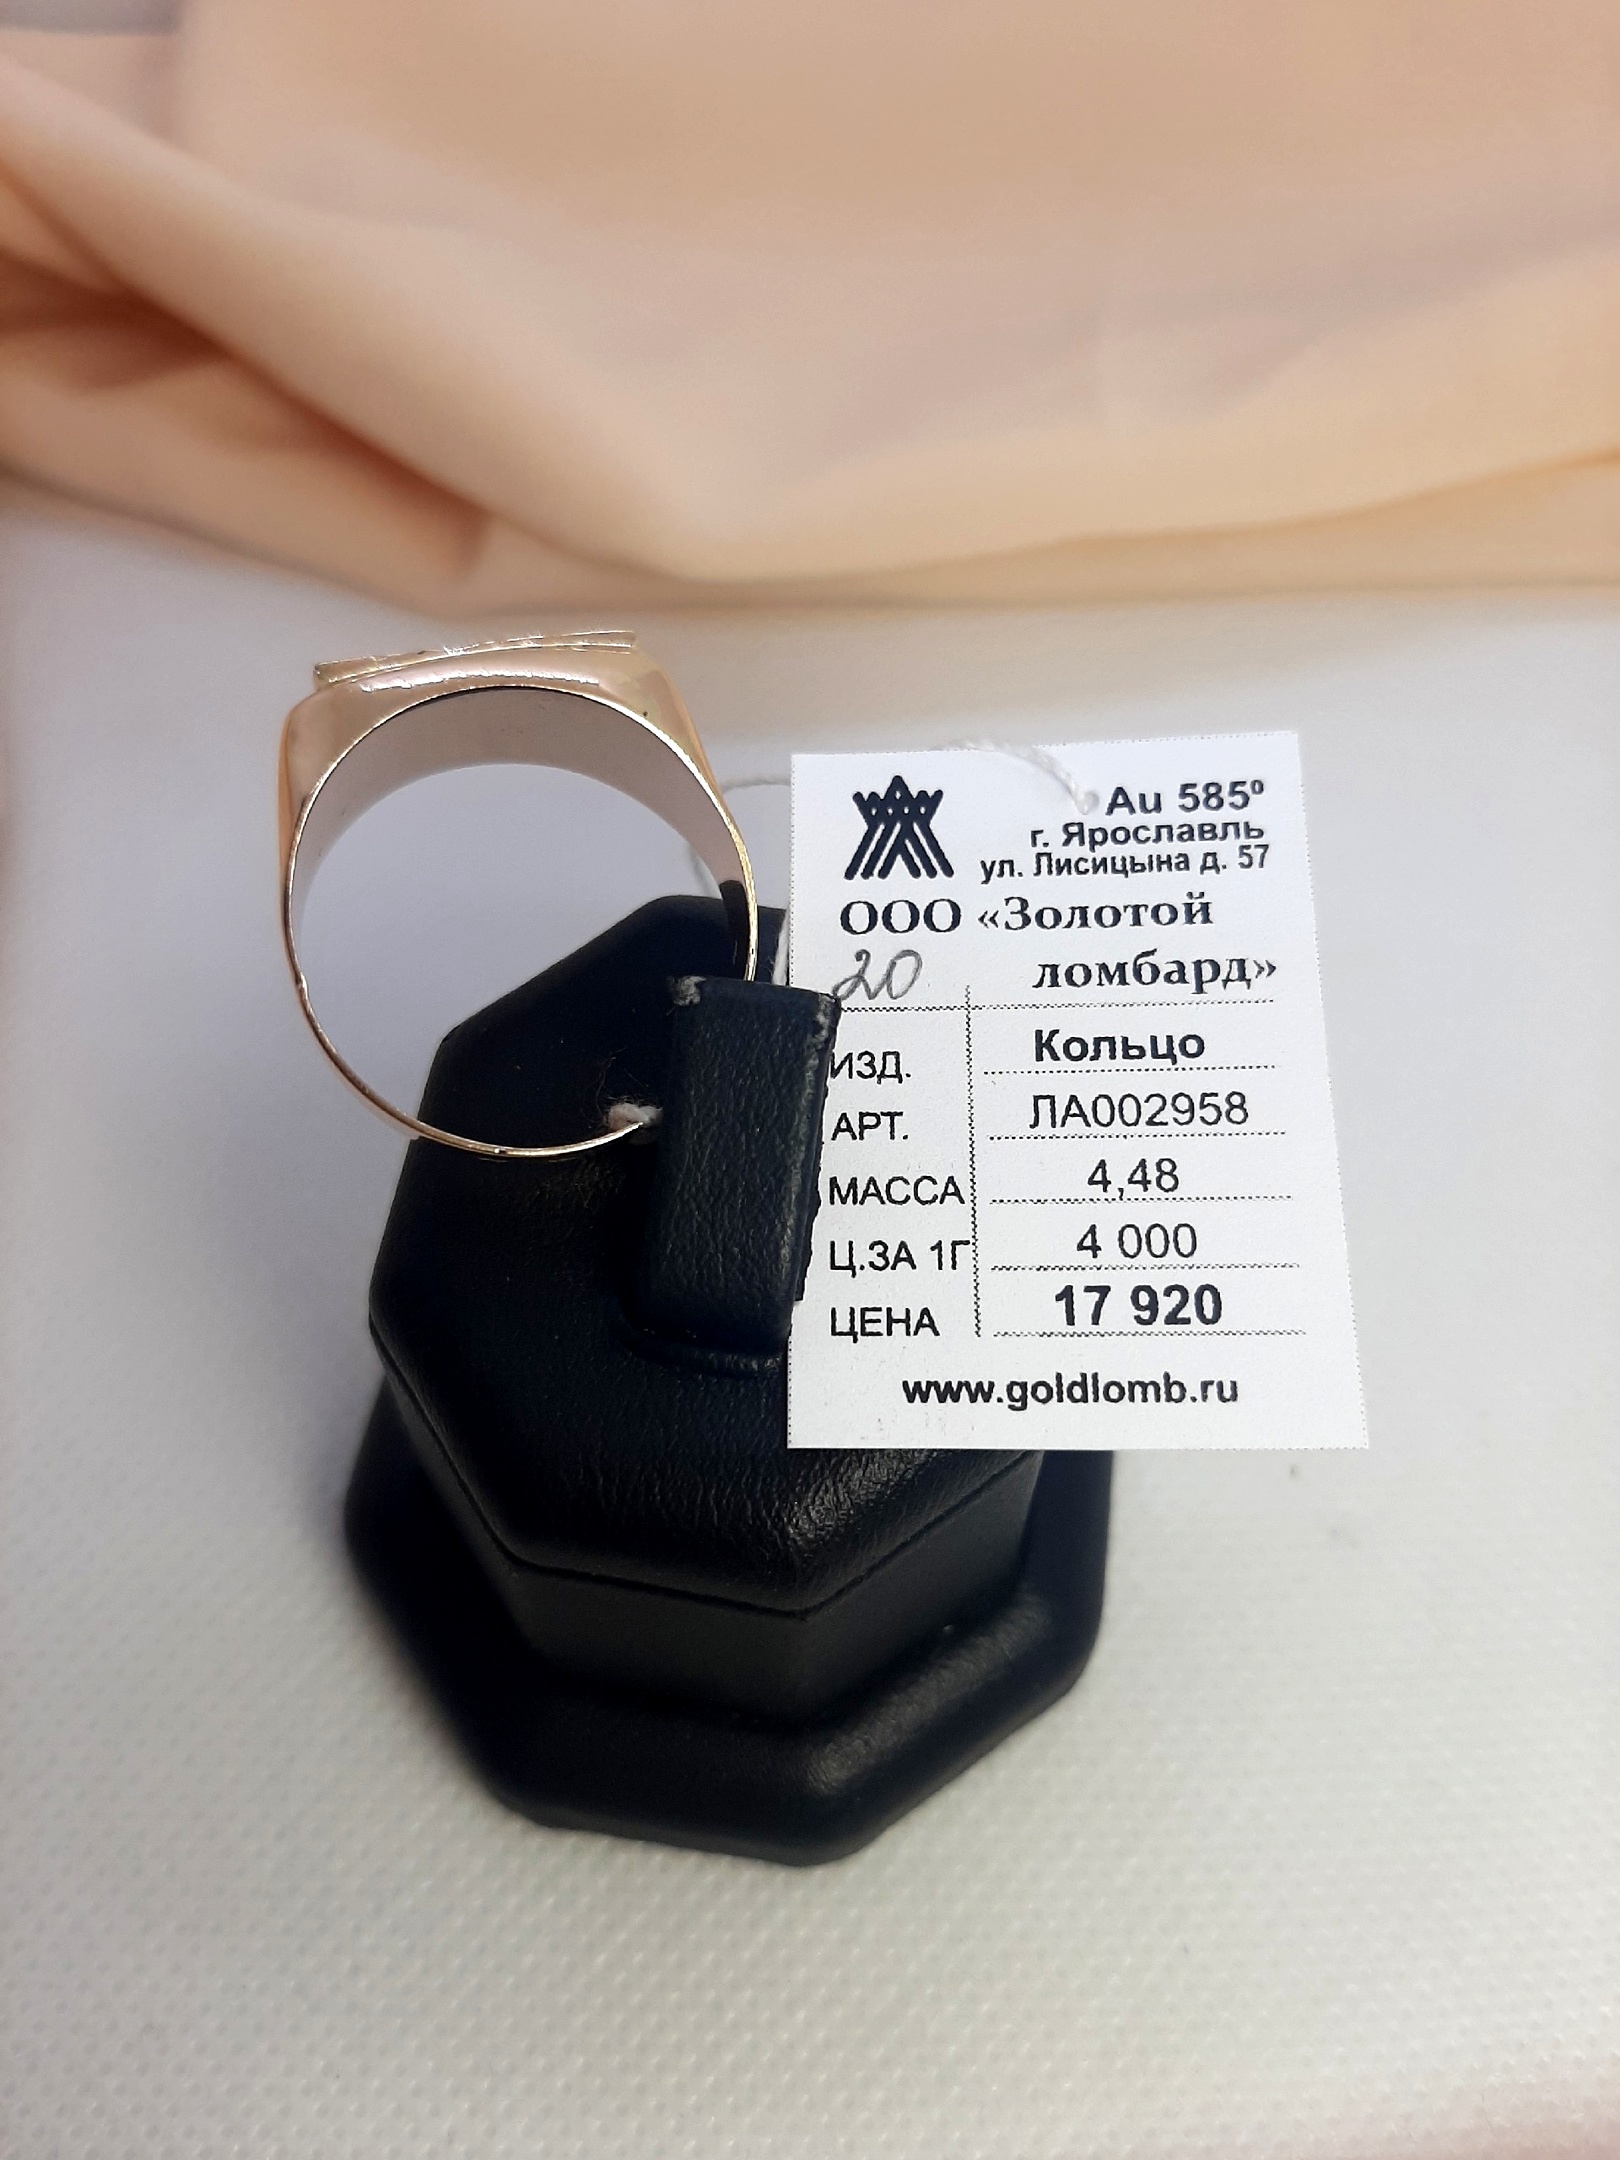 Au 585º
г. Ярославль
ул. Лисицына д. 57
ООО «Золотой
20 ломбард»
ИЗД. Кольцо
АРТ. ЛА002958
МАССА 4,48
Ц.ЗА 1Г 4 000
ЦЕНА 17 920
www.goldlomb.ru